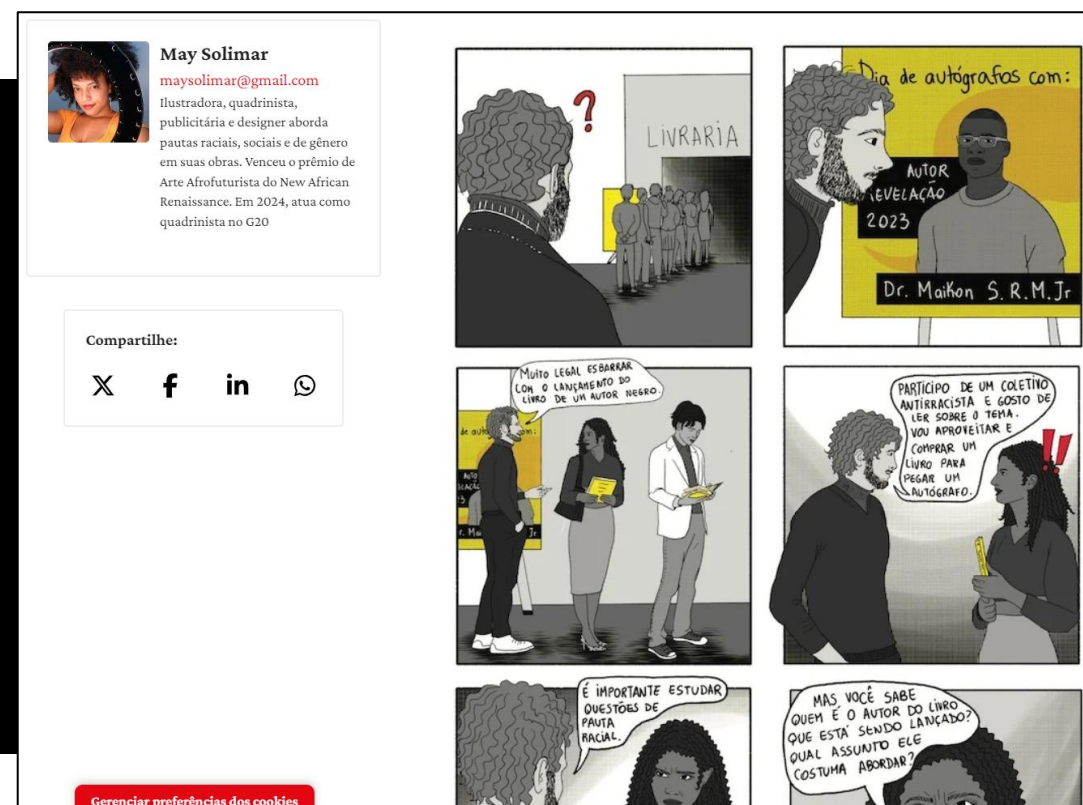 May Solimar
maysolimar@gmail.com
Ilustradora, quadrinista,
publicitária e designer aborda
pautas raciais, sociais e de gênero
em suas obras. Venceu o prêmio de
Arte Afrofuturista do New African
Renaissance. Em 2024, atua como
quadrinista no G20
Compartilhe:
Gerenciar preferências dos cookies
?
LIVRARIA
Dia de autógrafos com:
AUTOR
REVELAÇÃO
2023
Dr. Maikon S.R.M.Jr
MUITO LEGAL ESBARRAR
COM O LANÇAMENTO DO
LIVRO DE UM AUTOR NEGRO.
PARTICIPO DE UM COLETIVO
ANTIRRACISTA E GOSTO DE
LER SOBRE O TEMA.
VOU APROVEITAR E
COMPRAR UM
LIVRO PARA
PEGAR UM
AUTÓGRAFO.
!!
É IMPORTANTE ESTUDAR
QUESTÕES DE
PAUTA
RACIAL.
MAS, VOCÊ SABE
QUEM É O AUTOR DO LIVRO
QUE ESTÁ SENDO LANÇADO?
QUAL ASSUNTO ELE
COSTUMA ABORDAR?